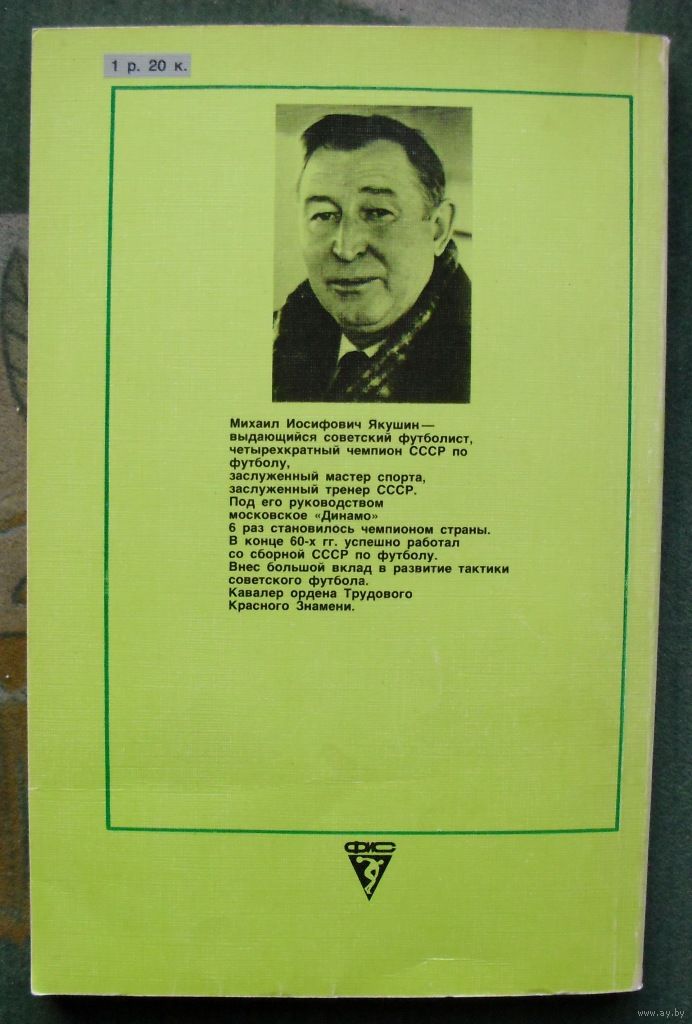 1 р. 20 к.
Михаил Иосифович Якушин—
выдающийся советский футболист,
четырехкратный чемпион СССР по
футболу,
заслуженный мастер спорта,
заслуженный тренер СССР.
Под его руководством
московское «Динамо»
6 раз становилось чемпионом страны.
В конце 60-х гг. успешно работал
со сборной СССР по футболу.
Внес большой вклад в развитие тактики
советского футбола.
Кавалер ордена Трудового
Красного Знамени.
ФИС
www.ay.by